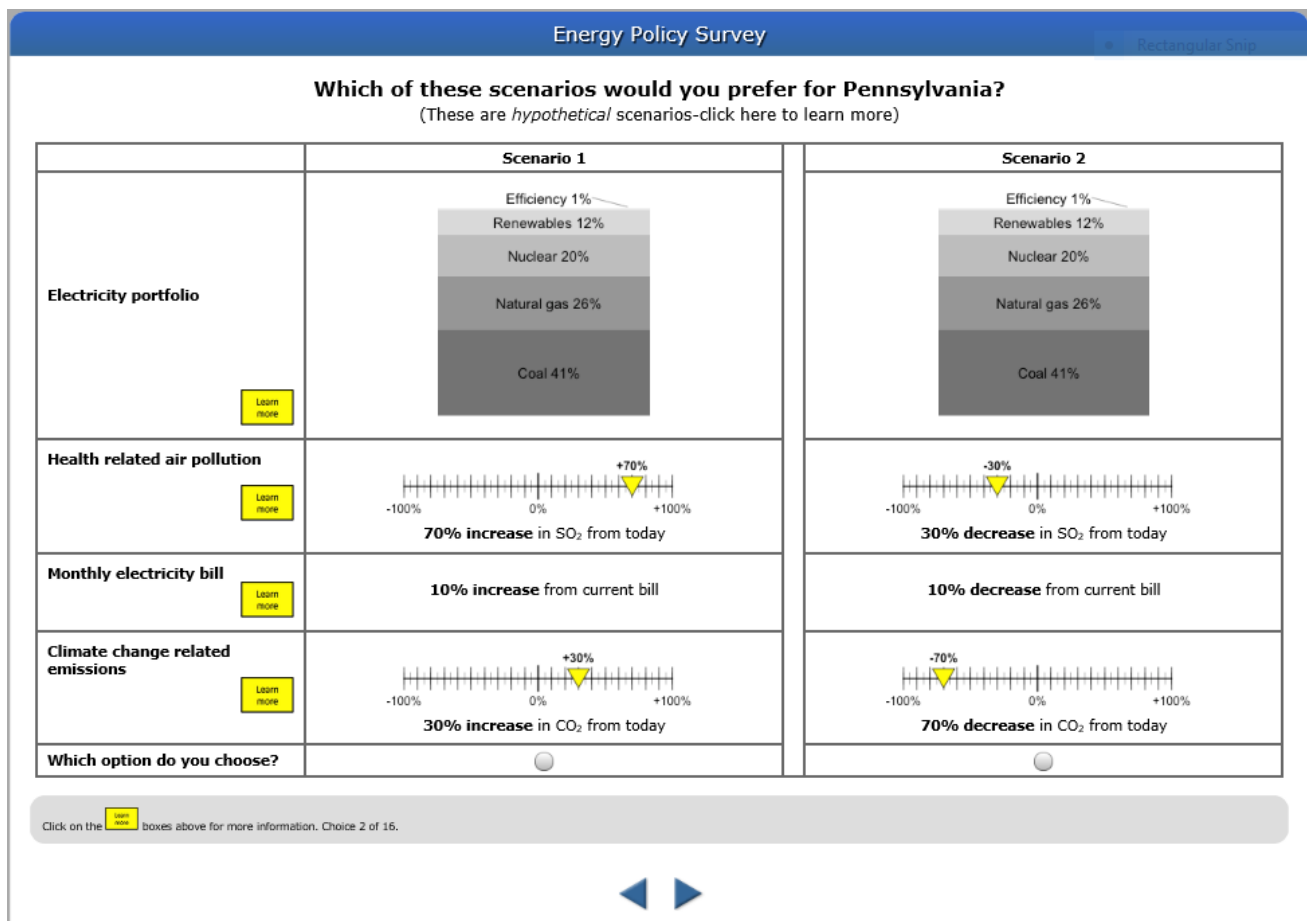 Energy Policy Survey
Rectangular Snip
Which of these scenarios would you prefer for Pennsylvania?
(These are hypothetical scenarios-click here to learn more)
Scenario 1
Scenario 2
Electricity portfolio
Learn
more
Efficiency 1%
Renewables 12%
Nuclear 20%
Natural gas 26%
Coal 41%
Efficiency 1%
Renewables 12%
Nuclear 20%
Natural gas 26%
Coal 41%
Health related air pollution
Learn
more
+70%
-100% 0% +100%
70% increase in SO₂ from today
-30%
-100% 0% +100%
30% decrease in SO₂ from today
Monthly electricity bill
Learn
more
10% increase from current bill
10% decrease from current bill
Climate change related
emissions
Learn
more
+30%
-100% 0% +100%
30% increase in CO₂ from today
-70%
-100% 0% +100%
70% decrease in CO₂ from today
Which option do you choose?
Click on the Learn more boxes above for more information. Choice 2 of 16.